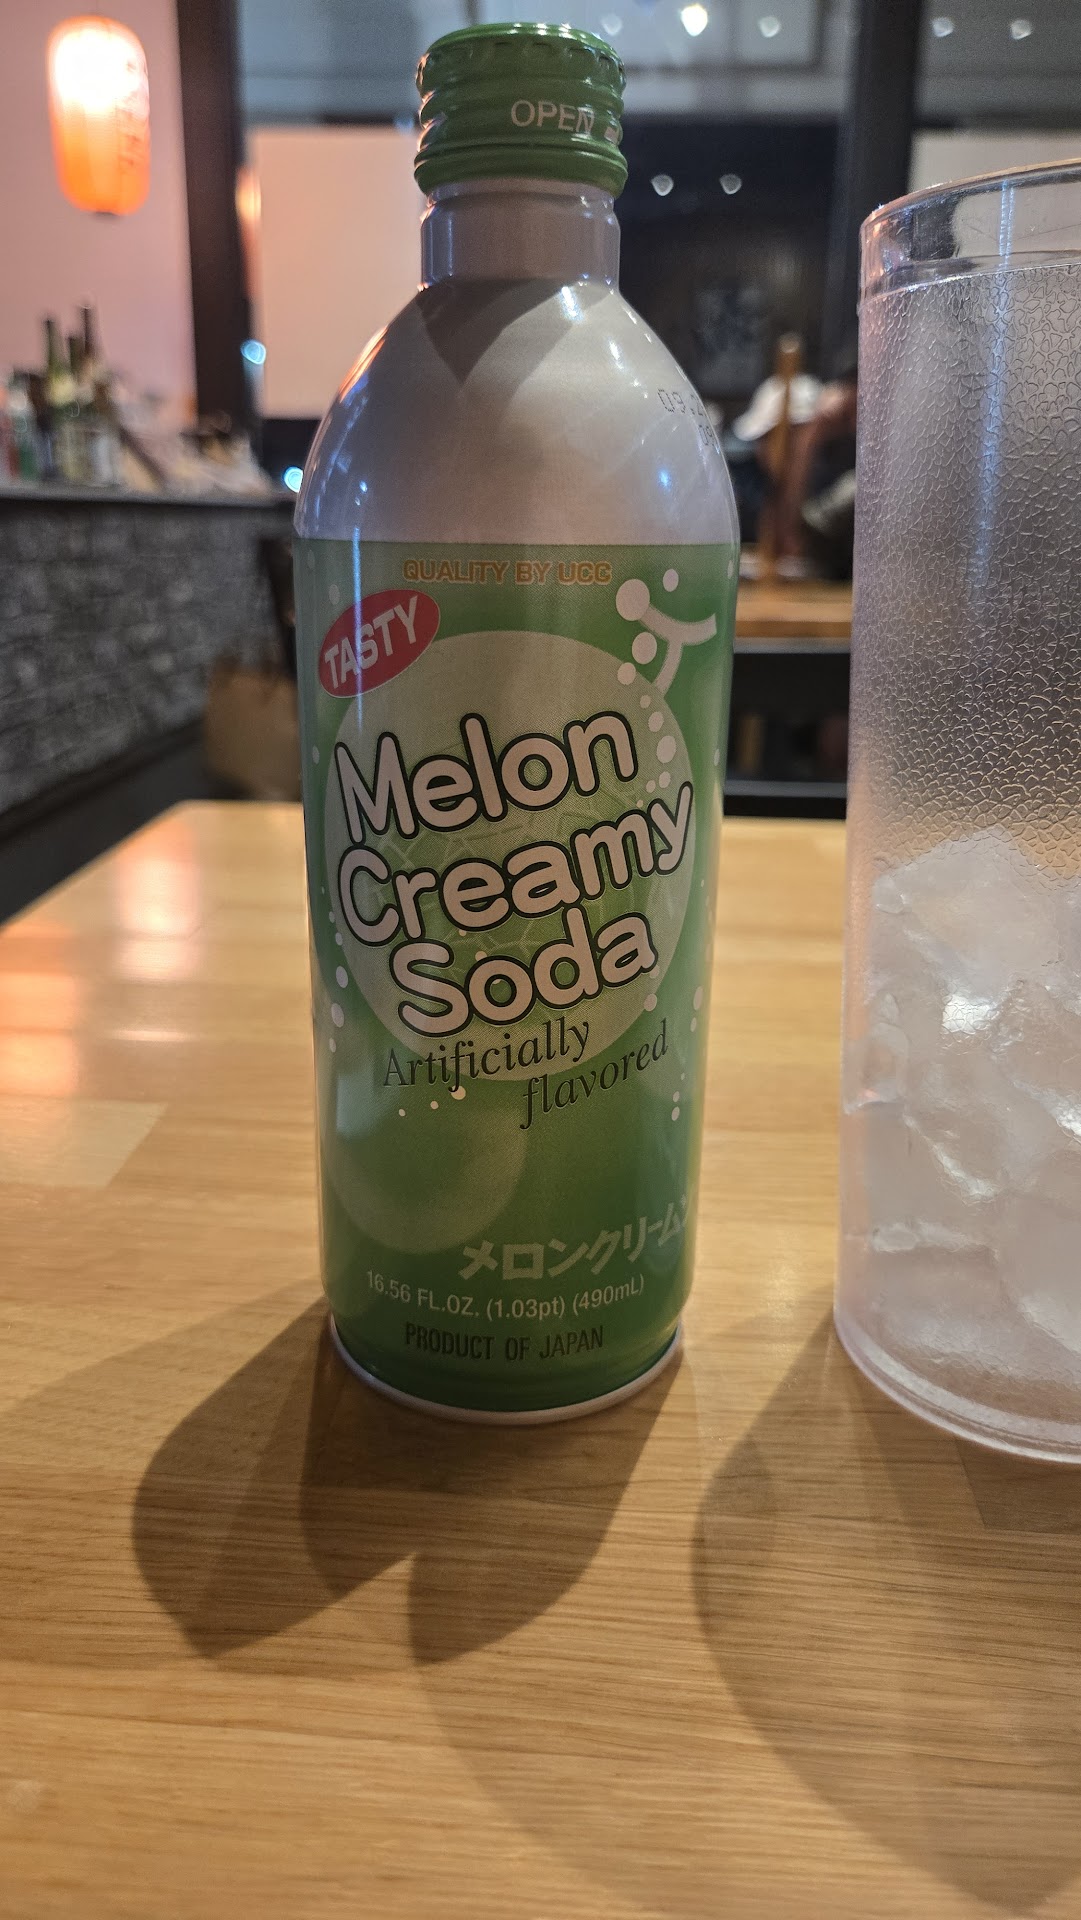 OPEN
QUALITY BY UCC
TASTY
Melon
Creamy
Soda
Artificially
flavored
メロンクリーム
16.56 FL.OZ. (1.03pt) (490mL)
PRODUCT OF JAPAN